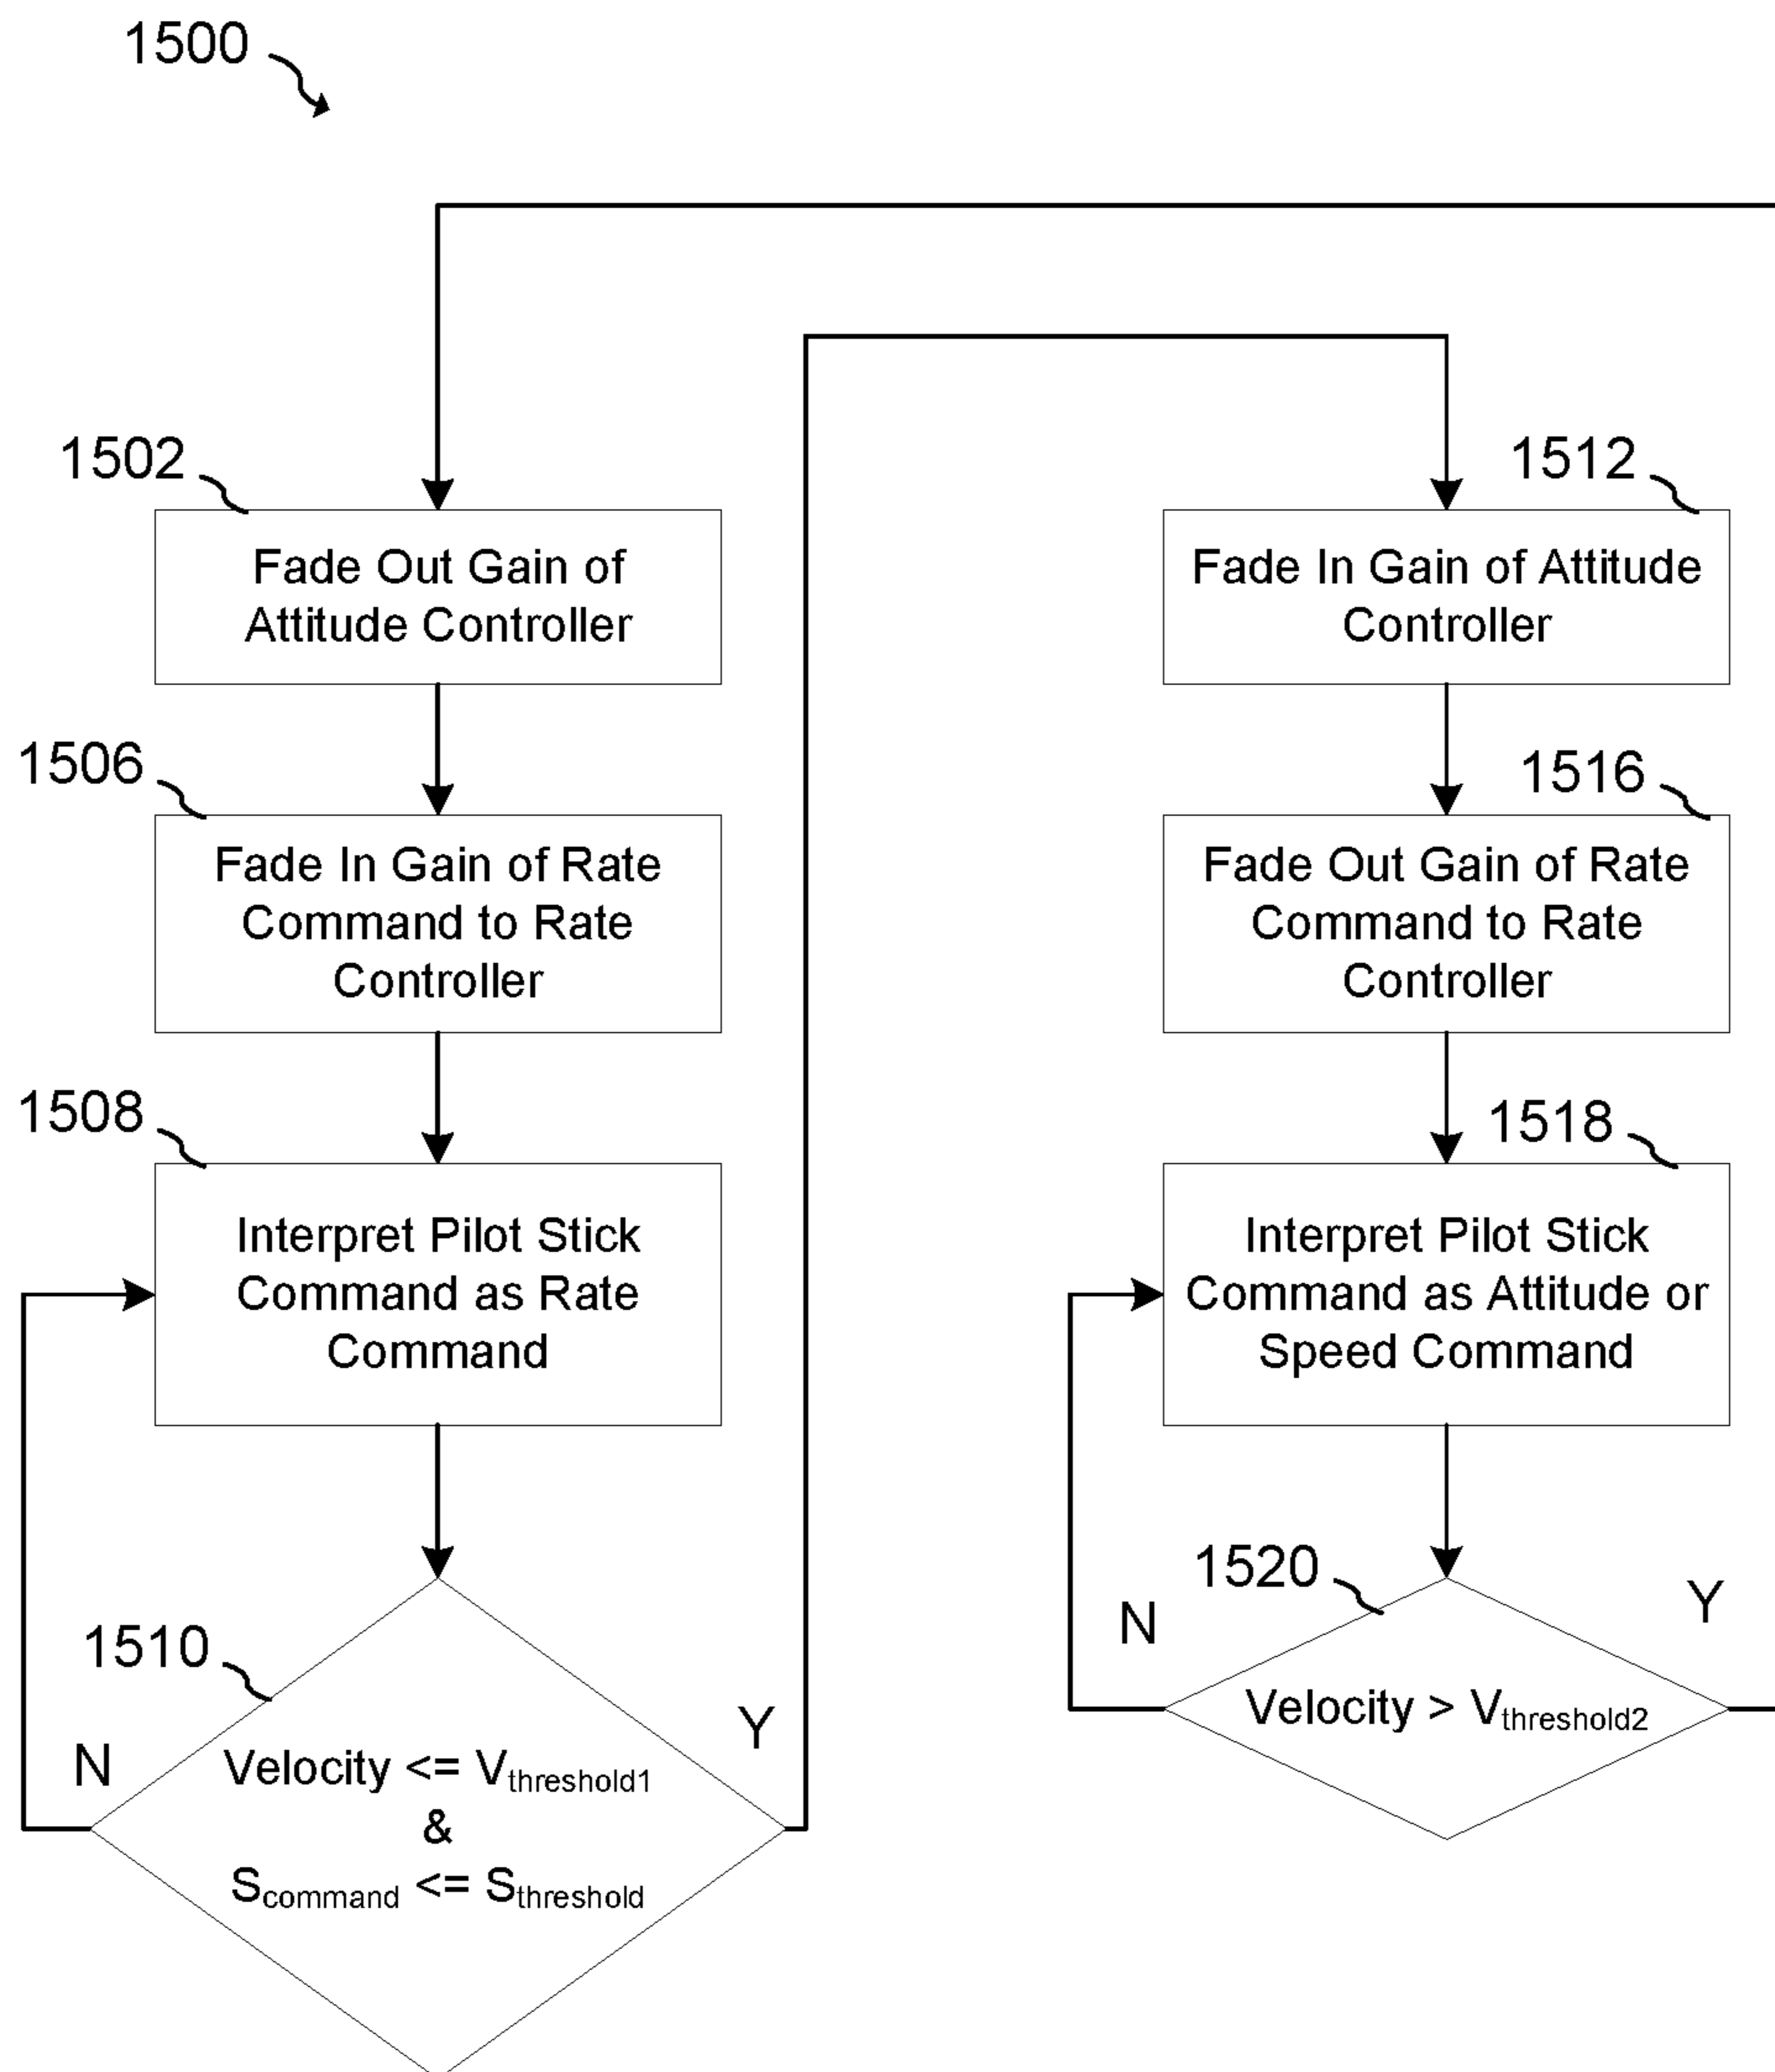 1500
1502
Fade Out Gain of
Attitude Controller
1506
Fade In Gain of Rate
Command to Rate
Controller
1508
Interpret Pilot Stick
Command as Rate
Command
1510
N
Y
Velocity <= Vthreshold1
&
Scommand <= Sthreshold
1512
Fade In Gain of Attitude
Controller
1516
Fade Out Gain of Rate
Command to Rate
Controller
1518
Interpret Pilot Stick
Command as Attitude or
Speed Command
1520
N
Y
Velocity > Vthreshold2